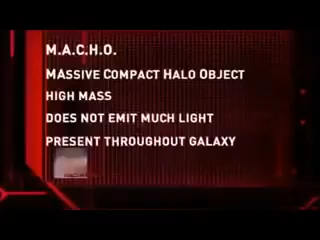 M.A.C.H.O.
MASSIVE COMPACT HALO OBJECT
HIGH MASS
DOES NOT EMIT MUCH LIGHT
PRESENT THROUGHOUT GALAXY